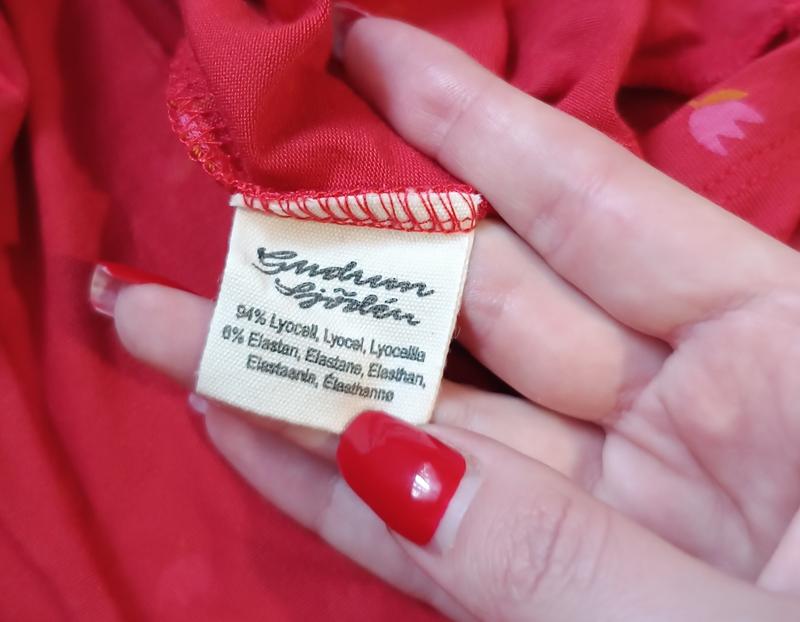 Gudrun
Sjödén
94% Lyocell, Lyocel, Lyocellia
6% Elastan, Elastane, Elasthan,
Elastaania, Élasthanne